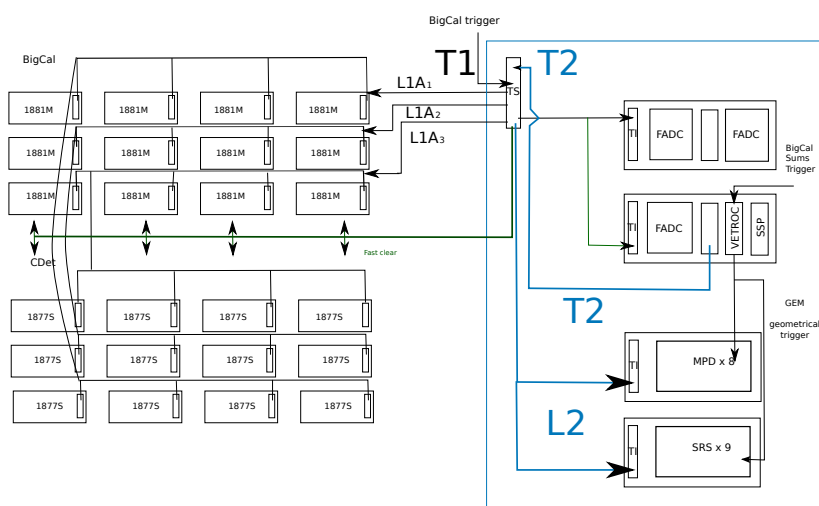 BigCal trigger
BigCal
T1
T2
L1A₁
TS
1881M 1881M 1881M 1881M
L1A₂
L1A₃
TI FADC FADC
1881M 1881M 1881M 1881M
BigCal
Sums
Trigger
1881M 1881M 1881M 1881M
TI FADC VETROC SSP
Fast clear
CDet
T2
GEM
geometrical
trigger
1877S 1877S 1877S 1877S
1877S 1877S 1877S 1877S
TI MPD x 8
1877S 1877S 1877S 1877S
L2
TI SRS x 9